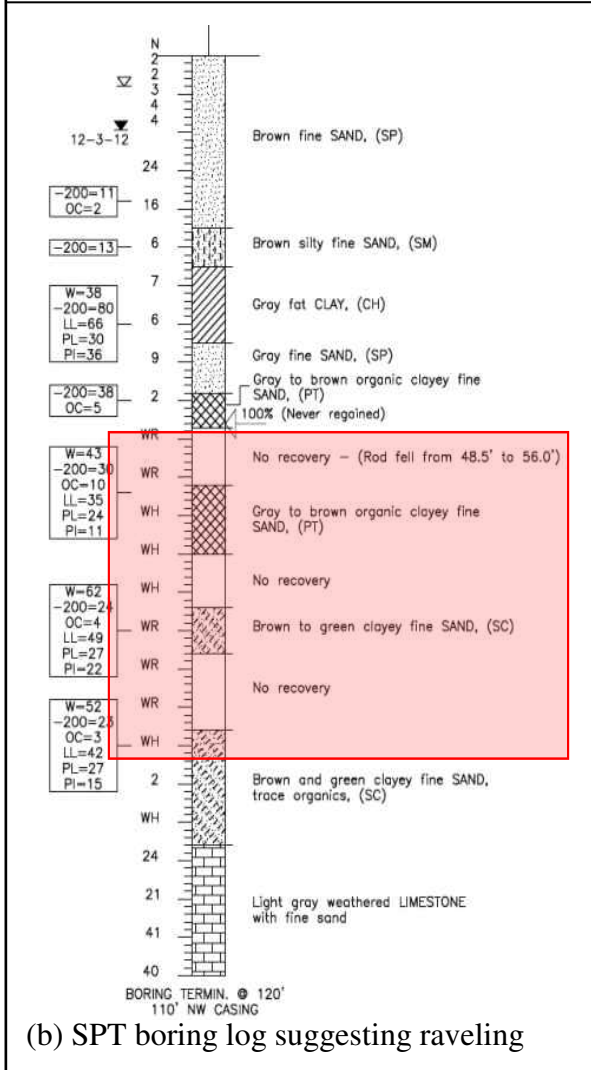 N
2
2
3
4
4
12-3-12
Brown fine SAND, (SP)
24
-200=11
OC=2
16
-200=13
6
Brown silty fine SAND, (SM)
7
W=38
-200=80
LL=66
PL=30
PI=36
6
Gray fat CLAY, (CH)
9
Gray fine SAND, (SP)
Gray to brown organic clayey fine
SAND, (PT)
-200=38
OC=5
2
100% (Never regained)
WR
W=43
-200=30
OC=10
LL=35
PL=24
PI=11
WR
No recovery – (Rod fell from 48.5' to 56.0')
WH
Gray to brown organic clayey fine
SAND, (PT)
WH
WH
No recovery
W=62
-200=24
OC=4
LL=49
PL=27
PI=22
WR
Brown to green clayey fine SAND, (SC)
WR
No recovery
WR
W=52
-200=23
OC=3
LL=42
PL=27
PI=15
WH
2
Brown and green clayey fine SAND,
trace organics, (SC)
WH
24
21
Light gray weathered LIMESTONE
with fine sand
41
40
BORING TERMIN. @ 120'
110' NW CASING
(b) SPT boring log suggesting raveling